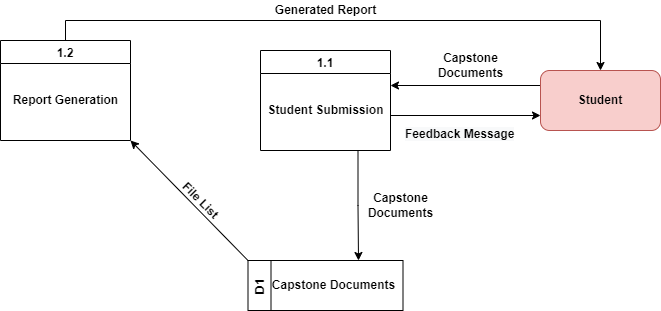 Generated Report
1.2
Report Generation
1.1
Student Submission
Capstone
Documents
Student
Feedback Message
File List
Capstone
Documents
D1
Capstone Documents